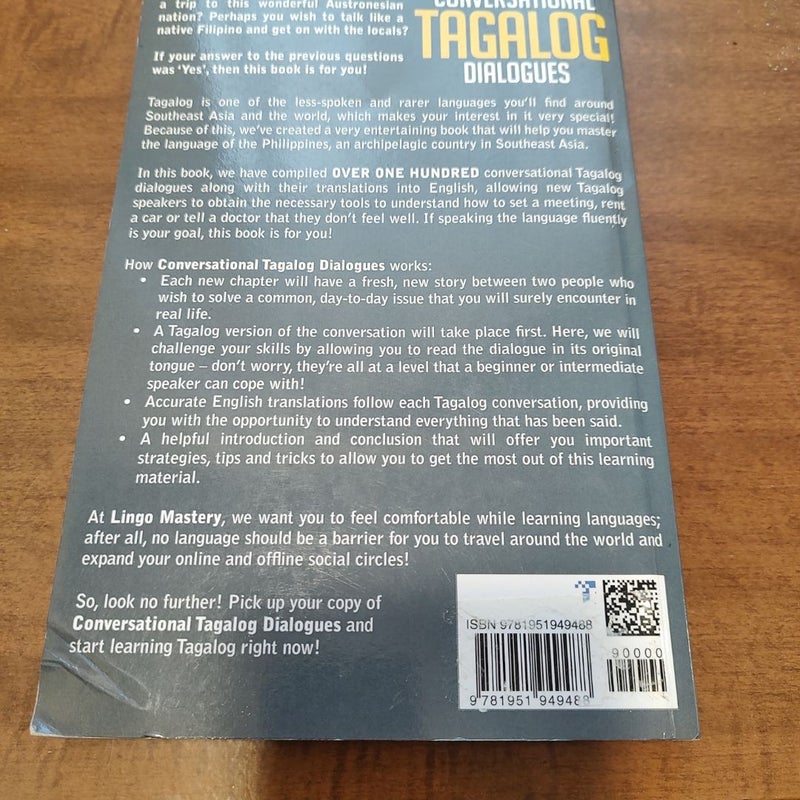 a trip to this wonderful Austronesian
nation? Perhaps you wish to talk like a
native Filipino and get on with the locals?
If your answer to the previous questions
was 'Yes', then this book is for you!
CONVERSATIONAL
TAGALOG
DIALOGUES
Tagalog is one of the less-spoken and rarer languages you'll find around
Southeast Asia and the world, which makes your interest in it very special!
Because of this, we've created a very entertaining book that will help you master
the language of the Philippines, an archipelagic country in Southeast Asia.
In this book, we have compiled OVER ONE HUNDRED conversational Tagalog
dialogues along with their translations into English, allowing new Tagalog
speakers to obtain the necessary tools to understand how to set a meeting, rent
a car or tell a doctor that they don't feel well. If speaking the language fluently
is your goal, this book is for you!
How Conversational Tagalog Dialogues works:
• Each new chapter will have a fresh, new story between two people who
wish to solve a common, day-to-day issue that you will surely encounter in
real life.
• A Tagalog version of the conversation will take place first. Here, we will
challenge your skills by allowing you to read the dialogue in its original
tongue – don't worry, they're all at a level that a beginner or intermediate
speaker can cope with!
• Accurate English translations follow each Tagalog conversation, providing
you with the opportunity to understand everything that has been said.
• A helpful introduction and conclusion that will offer you important
strategies, tips and tricks to allow you to get the most out of this learning
material.
At Lingo Mastery, we want you to feel comfortable while learning languages;
after all, no language should be a barrier for you to travel around the world and
expand your online and offline social circles!
So, look no further! Pick up your copy of
Conversational Tagalog Dialogues and
start learning Tagalog right now!
ISBN 9781951949488
90000
9 781951 949488